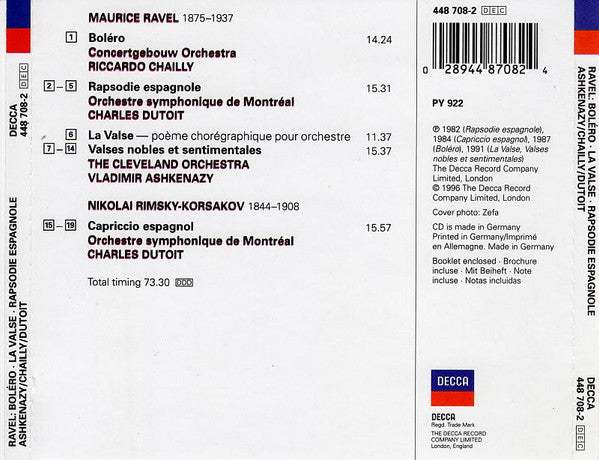 MAURICE RAVEL 1875–1937
1 Boléro 14.24
Concertgebouw Orchestra
RICCARDO CHAILLY
2 – 5 Rapsodie espagnole 15.31
Orchestre symphonique de Montréal
CHARLES DUTOIT
6 La Valse — poème chorégraphique pour orchestre 11.37
7 – 14 Valses nobles et sentimentales 15.37
THE CLEVELAND ORCHESTRA
VLADIMIR ASHKENAZY
NIKOLAI RIMSKY-KORSAKOV 1844–1908
15 – 19 Capriccio espagnol 15.57
Orchestre symphonique de Montréal
CHARLES DUTOIT
Total timing 73.30 DDD
448 708-2 DEC
0 28944 87082 4
PY 922
℗ 1982 (Rapsodie espagnole),
1984 (Capriccio espagnol), 1987
(Boléro), 1991 (La Valse, Valses
nobles et sentimentales)
The Decca Record Company
Limited, London
© 1996 The Decca Record
Company Limited, London
Cover photo: Zefa
CD is made in Germany
Printed in Germany/Imprimé
en Allemagne. Made in Germany
Booklet enclosed · Brochure
incluse · Mit Beiheft · Note
incluse · Notas incluidas
DECCA
DECCA
Regd. Trade Mark
THE DECCA RECORD
COMPANY LIMITED
London, England
RAVEL: BOLÉRO · LA VALSE · RAPSODIE ESPAGNOLE
ASHKENAZY/CHAILLY/DUTOIT
DECCA
448 708-2 DEC
RAVEL: BOLÉRO · LA VALSE · RAPSODIE ESPAGNOLE
ASHKENAZY/CHAILLY/DUTOIT
DECCA
448 708-2 DEC